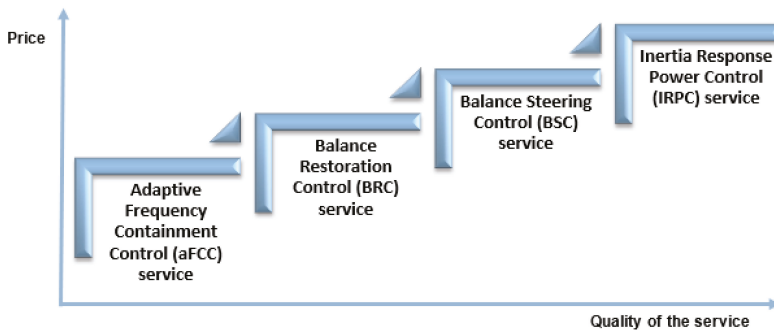 Price
Adaptive
Frequency
Containment
Control (aFCC)
service
Balance
Restoration
Control (BRC)
service
Balance Steering
Control (BSC)
service
Inertia Response
Power Control
(IRPC) service
Quality of the service